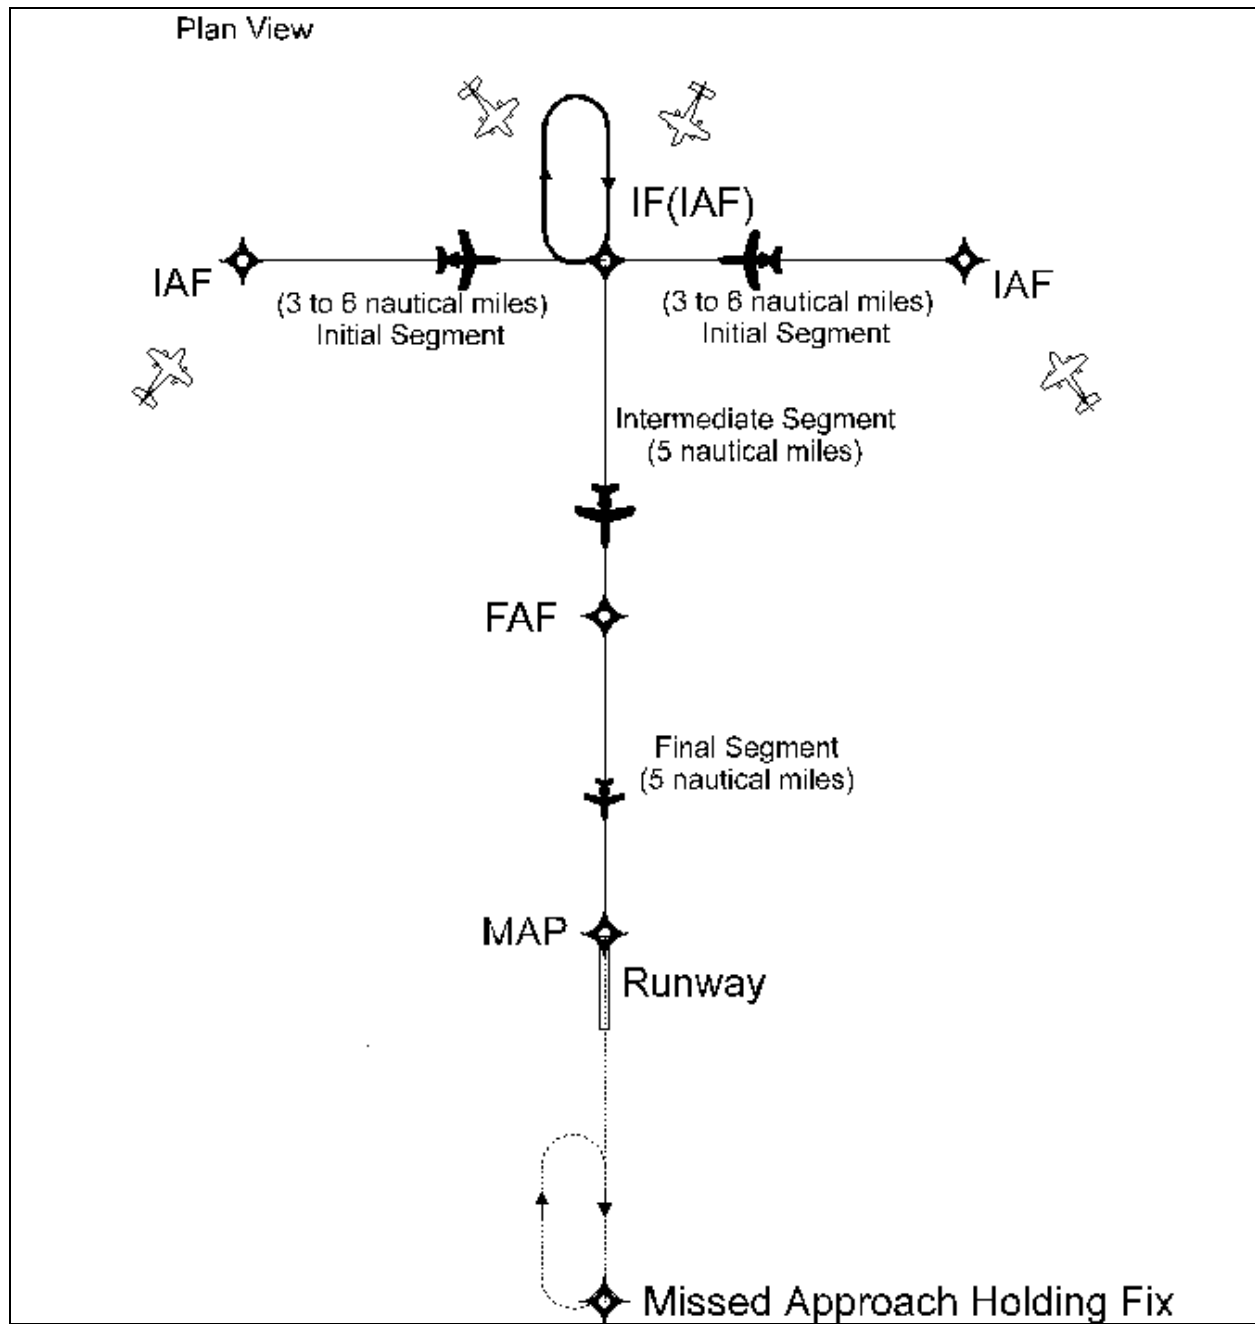 Plan View
IF(IAF)
IAF
IAF
(3 to 6 nautical miles)
Initial Segment
(3 to 6 nautical miles)
Initial Segment
Intermediate Segment
(5 nautical miles)
FAF
Final Segment
(5 nautical miles)
MAP
Runway
Missed Approach Holding Fix